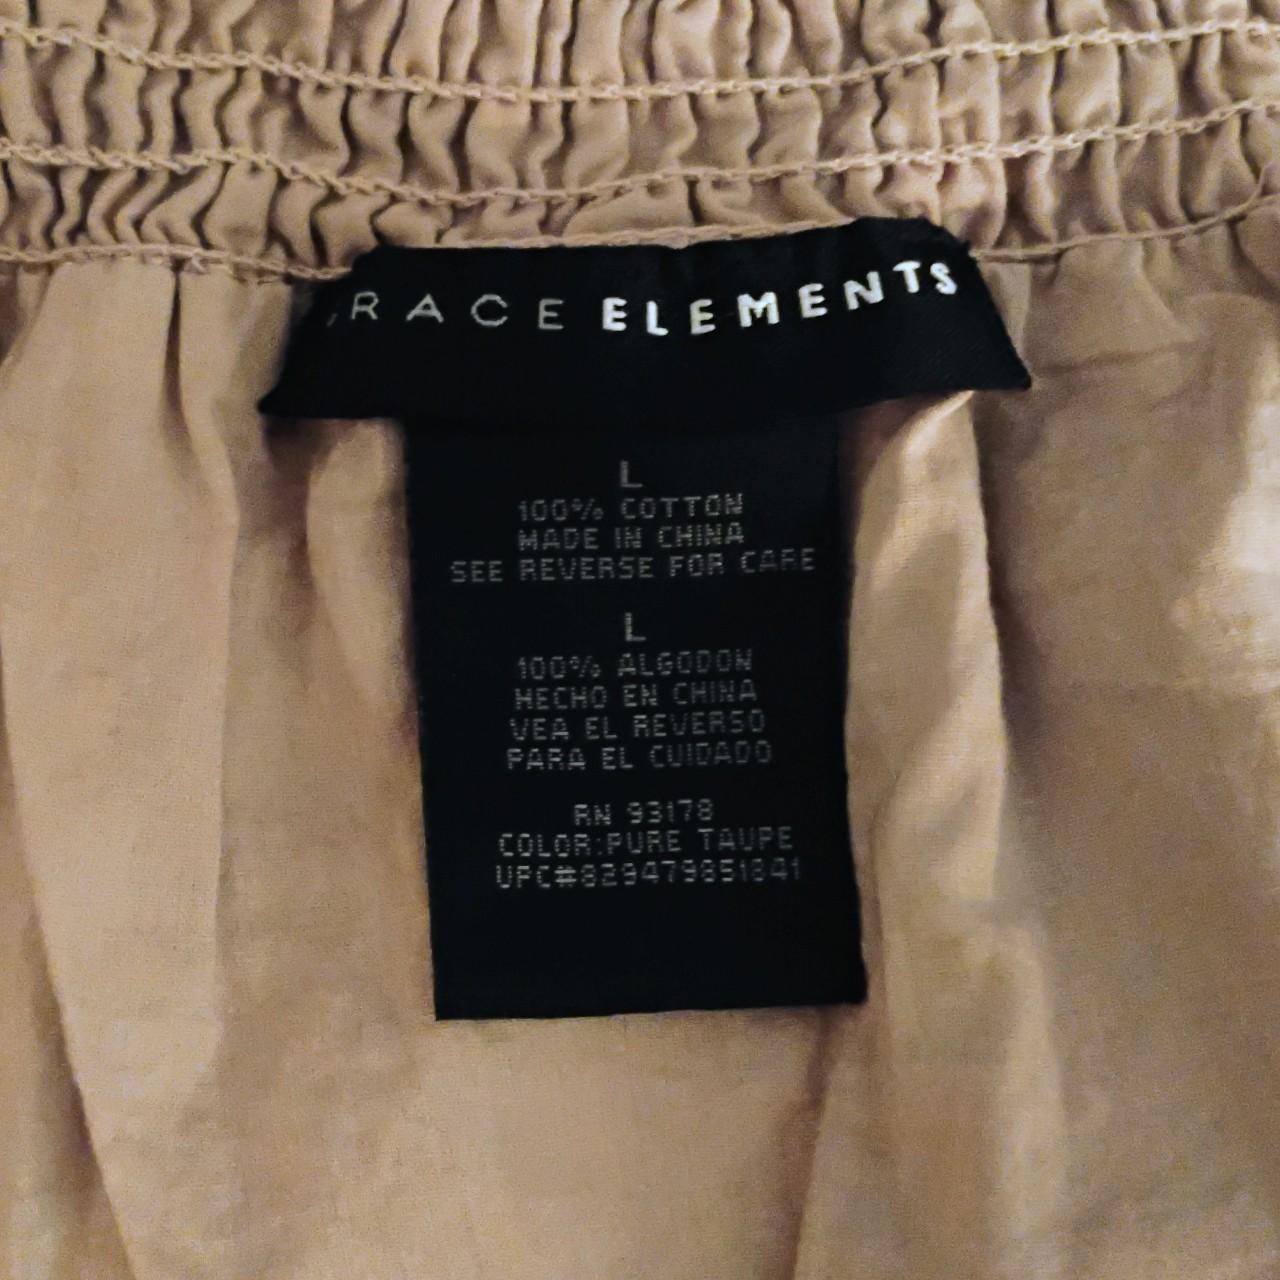 RACE ELEMENTS
L
100% COTTON
MADE IN CHINA
SEE REVERSE FOR CARE
L
100% ALGODON
HECHO EN CHINA
VEA EL REVERSO
PARA EL CUIDADO
RN 93178
COLOR:PURE TAUPE
UPC#829479851841